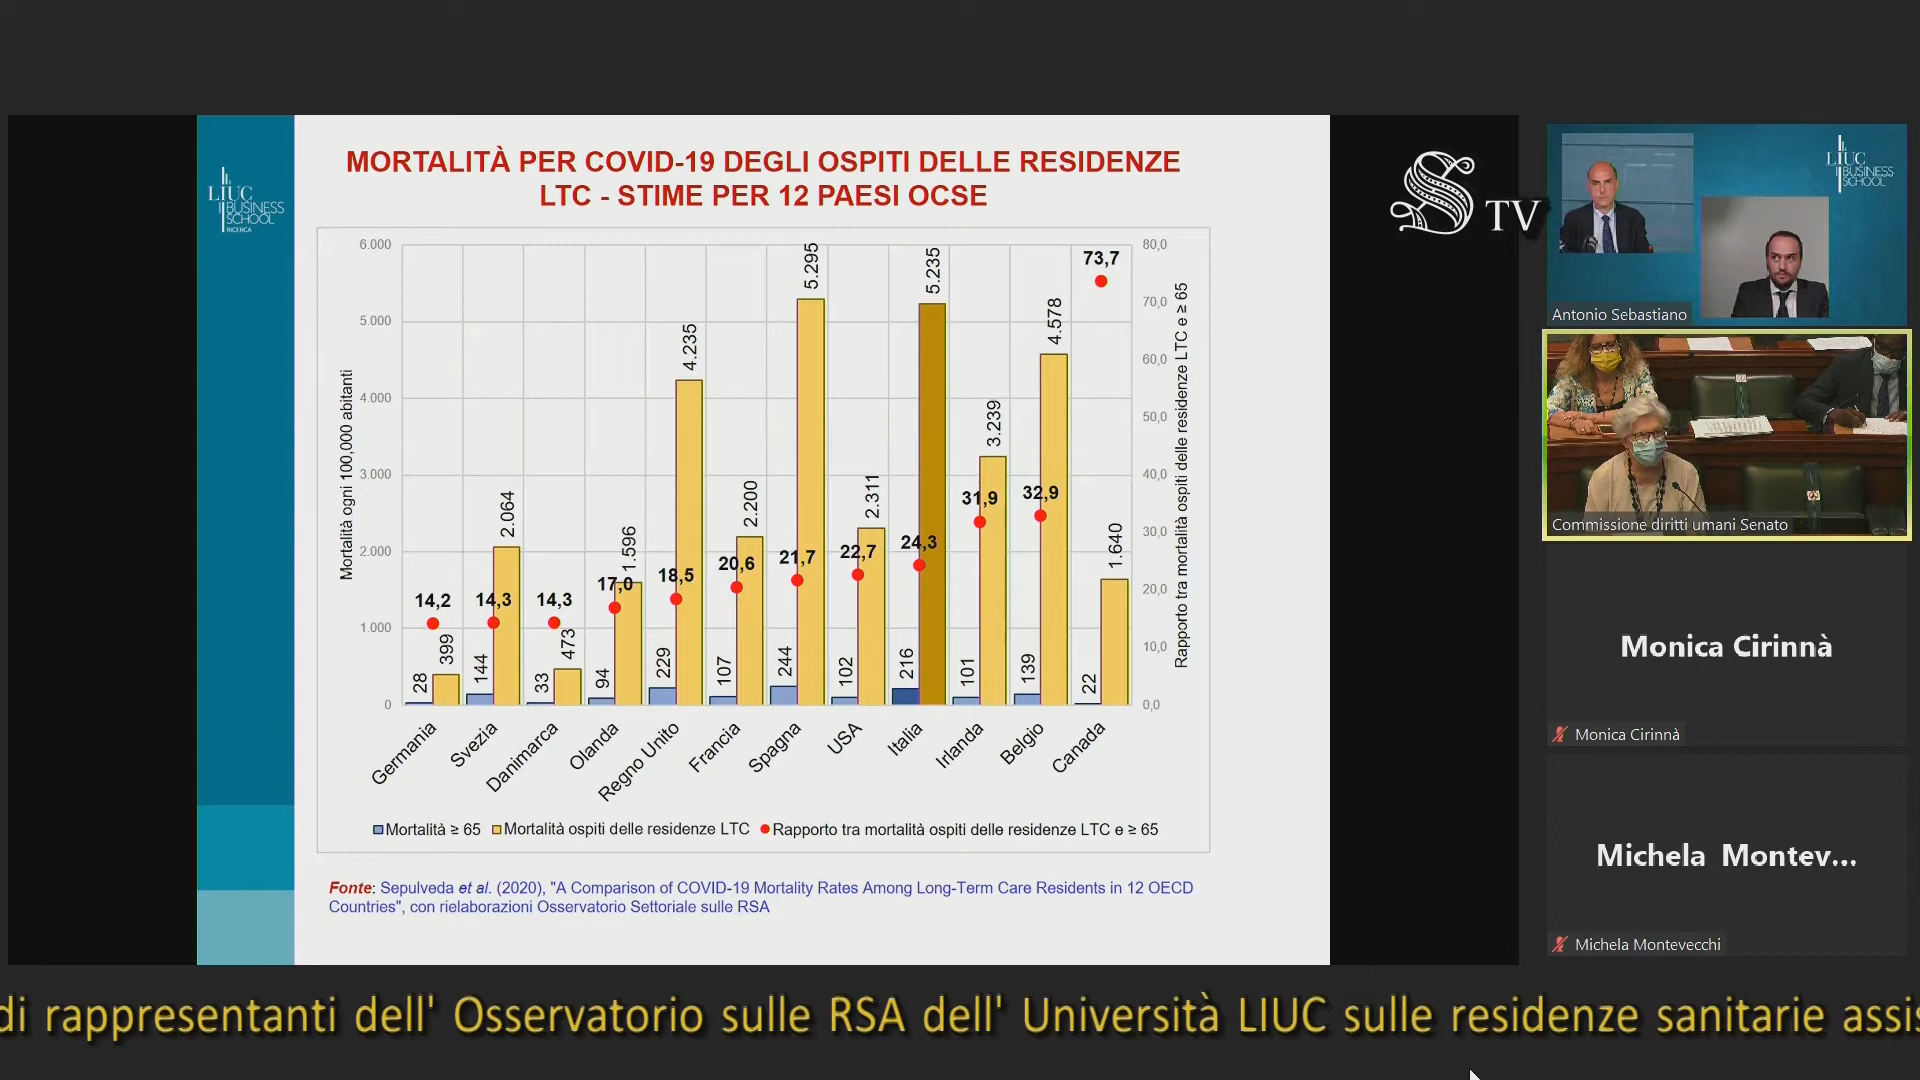 LIUC
BUSINESS
SCHOOL
RICERCA
MORTALITÀ PER COVID-19 DEGLI OSPITI DELLE RESIDENZE
LTC - STIME PER 12 PAESI OCSE
Mortalità ogni 100,000 abitanti
6.000
5.000
4.000
3.000
2.000
1.000
0
28
399
14,2
144
2.064
14,3
33
473
14,3
94
1.596
17,0
229
4.235
18,5
107
2.200
20,6
244
5.295
21,7
102
2.311
22,7
216
5.235
24,3
101
3.239
31,9
139
4.578
32,9
22
1.640
73,7
80,0
70,0
60,0
50,0
40,0
30,0
20,0
10,0
0,0
Rapporto tra mortalità ospiti delle residenze LTC e ≥ 65
Germania
Svezia
Danimarca
Olanda
Regno Unito
Francia
Spagna
USA
Italia
Irlanda
Belgio
Canada
Mortalità ≥ 65 Mortalità ospiti delle residenze LTC Rapporto tra mortalità ospiti delle residenze LTC e ≥ 65
Fonte: Sepulveda et al. (2020), "A Comparison of COVID-19 Mortality Rates Among Long-Term Care Residents in 12 OECD
Countries", con rielaborazioni Osservatorio Settoriale sulle RSA
S TV
LIUC
BUSINESS
SCHOOL
Antonio Sebastiano
Commissione diritti umani Senato
Monica Cirinnà
Monica Cirinnà
Michela Montev...
Michela Montevecchi
di rappresentanti dell' Osservatorio sulle RSA dell' Università LIUC sulle residenze sanitarie assis